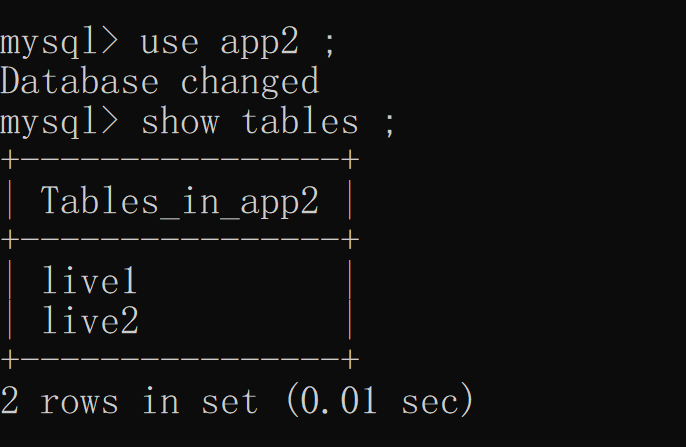 mysql> use app2 ;
Database changed
mysql> show tables ;
+----------------+
| Tables_in_app2 |
+----------------+
| live1          |
| live2          |
+----------------+
2 rows in set (0.01 sec)